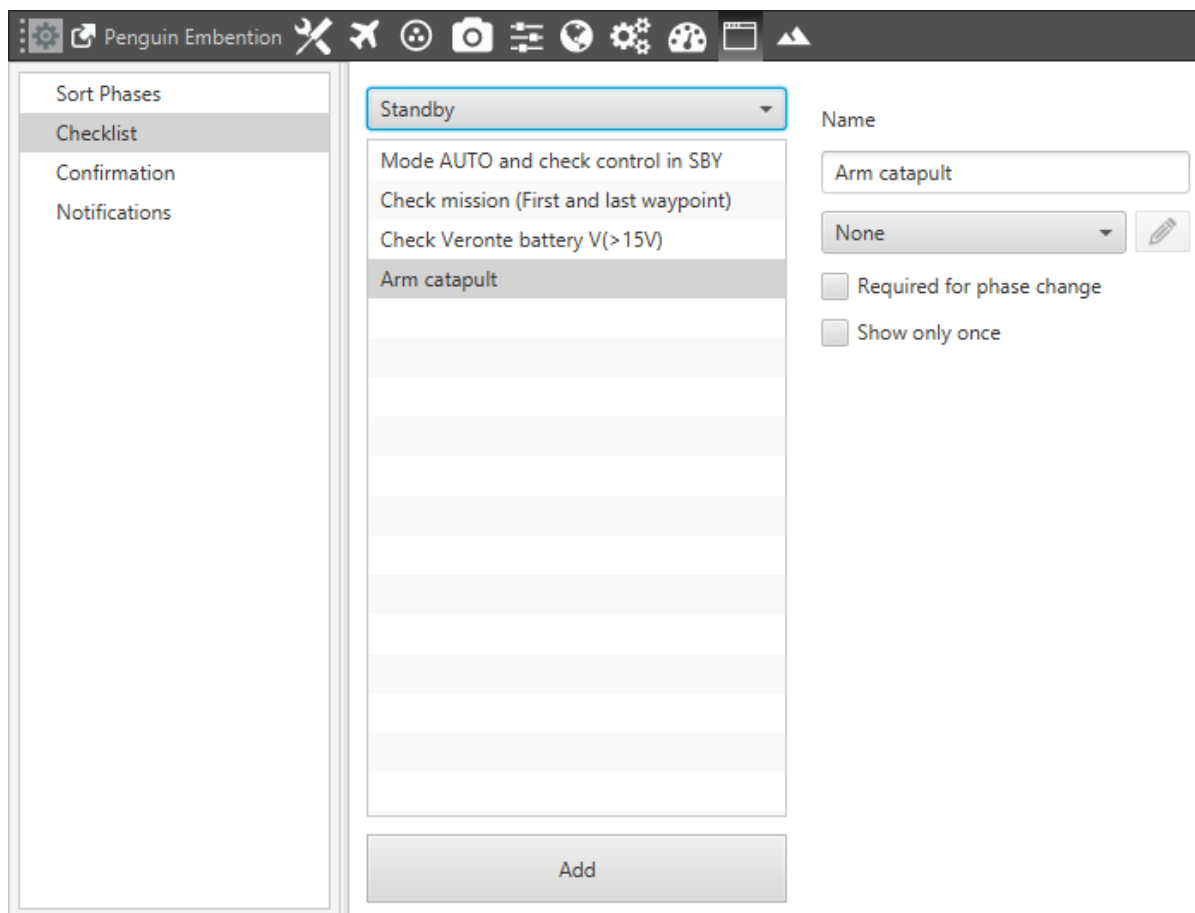 Penguin Embention
Sort Phases
Checklist
Confirmation
Notifications
Standby
Mode AUTO and check control in SBY
Check mission (First and last waypoint)
Check Veronte battery V(>15V)
Arm catapult
Add
Name
Arm catapult
None
Required for phase change
Show only once